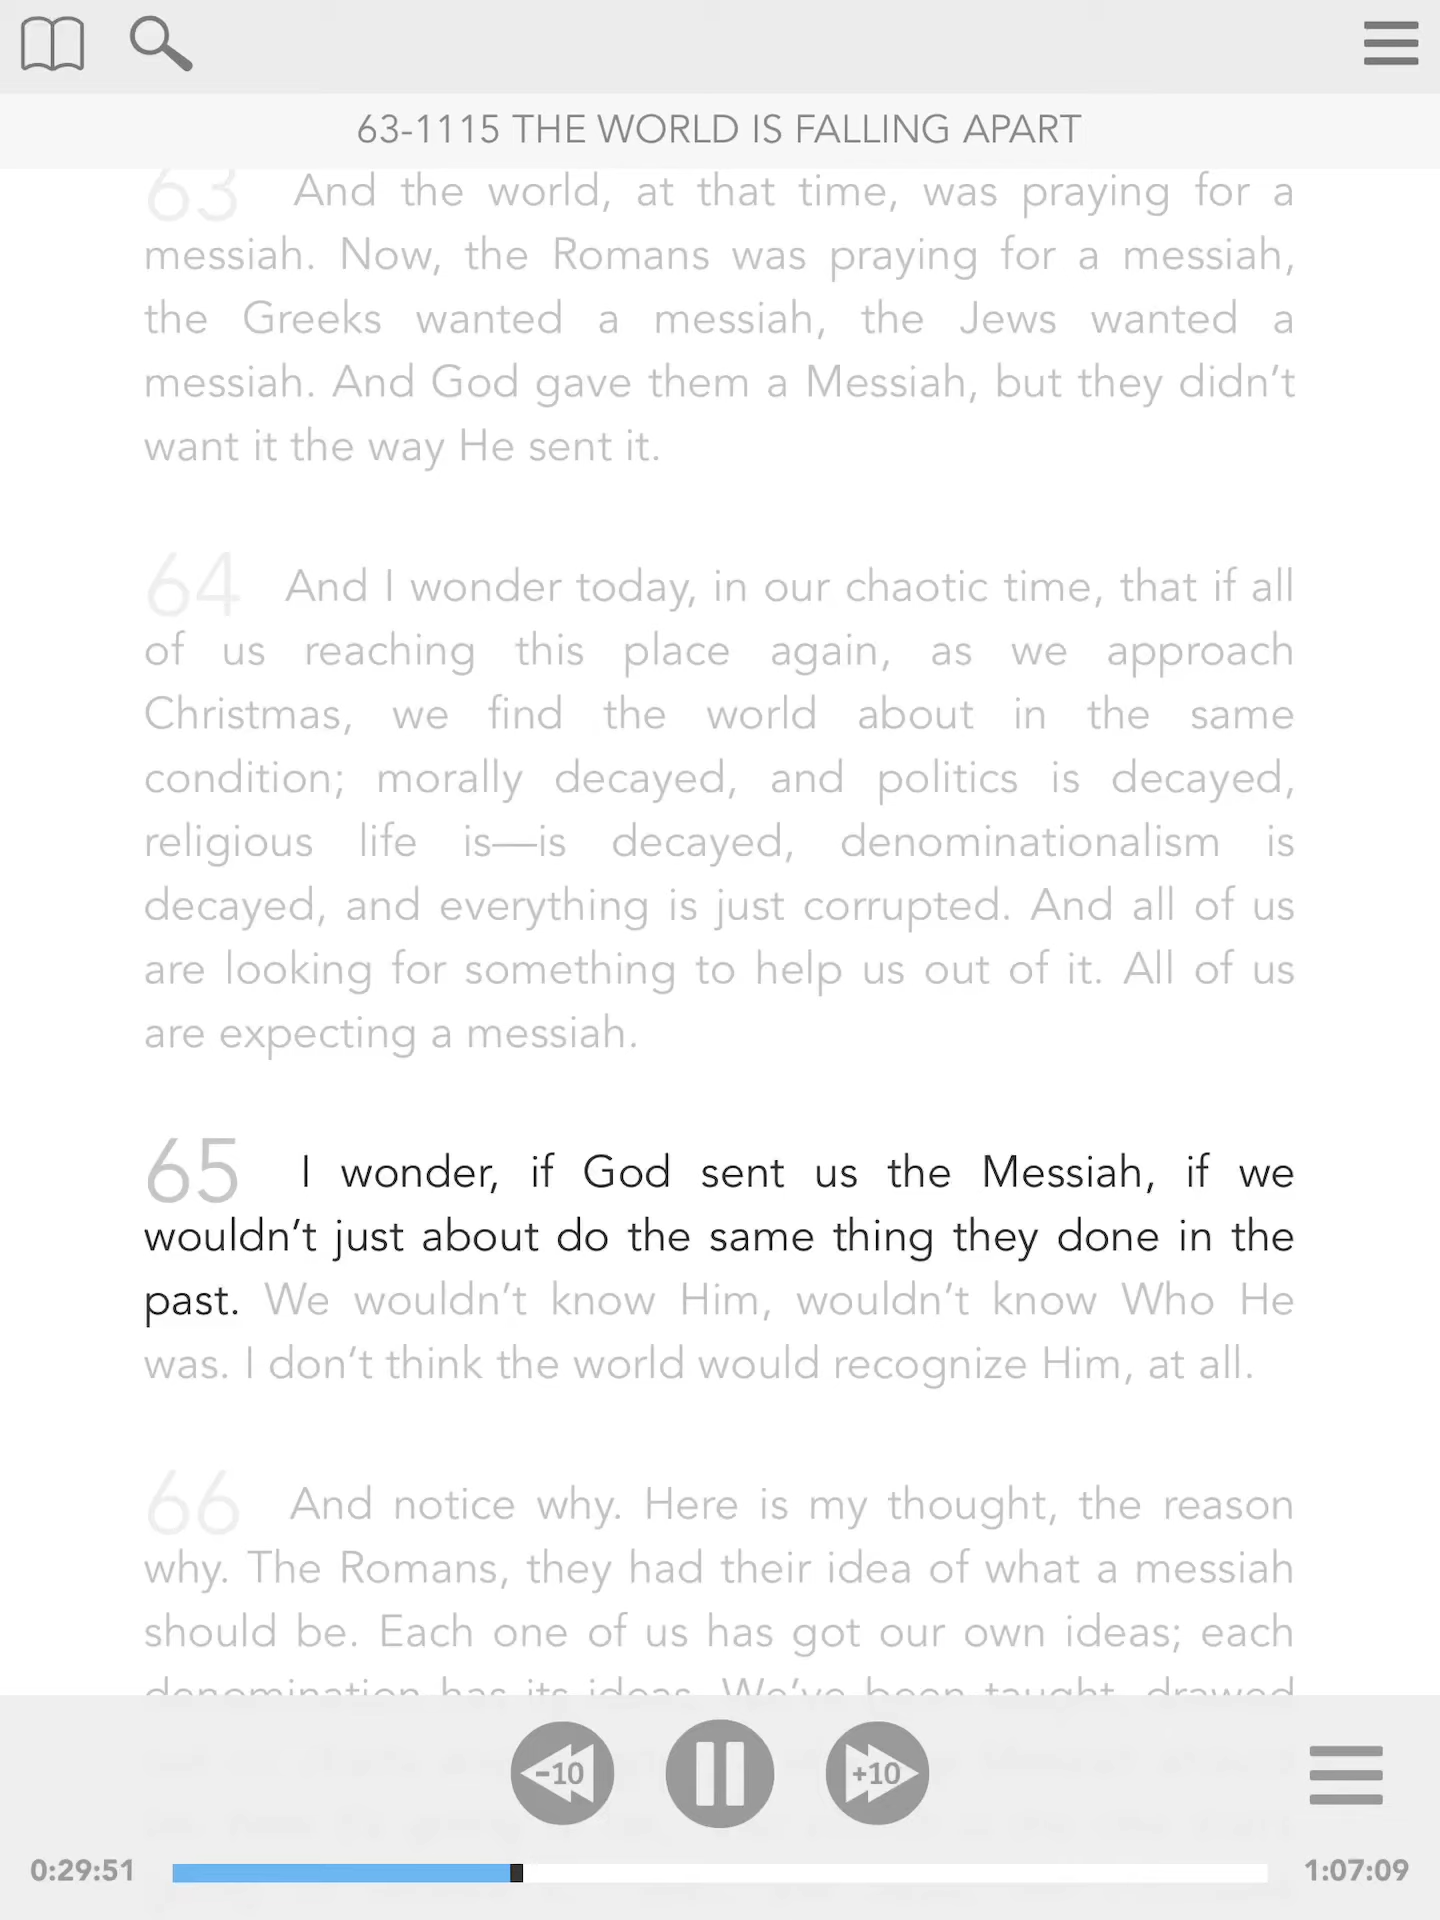 63-1115 THE WORLD IS FALLING APART
63 And the world, at that time, was praying for a
messiah. Now, the Romans was praying for a messiah,
the Greeks wanted a messiah, the Jews wanted a
messiah. And God gave them a Messiah, but they didn’t
want it the way He sent it.
64 And I wonder today, in our chaotic time, that if all
of us reaching this place again, as we approach
Christmas, we find the world about in the same
condition; morally decayed, and politics is decayed,
religious life is—is decayed, denominationalism is
decayed, and everything is just corrupted. And all of us
are looking for something to help us out of it. All of us
are expecting a messiah.
65 I wonder, if God sent us the Messiah, if we
wouldn’t just about do the same thing they done in the
past. We wouldn’t know Him, wouldn’t know Who He
was. I don’t think the world would recognize Him, at all.
66 And notice why. Here is my thought, the reason
why. The Romans, they had their idea of what a messiah
should be. Each one of us has got our own ideas; each
denomination has its ideas. We’ve been taught, drawed
-10 +10
0:29:51 1:07:09